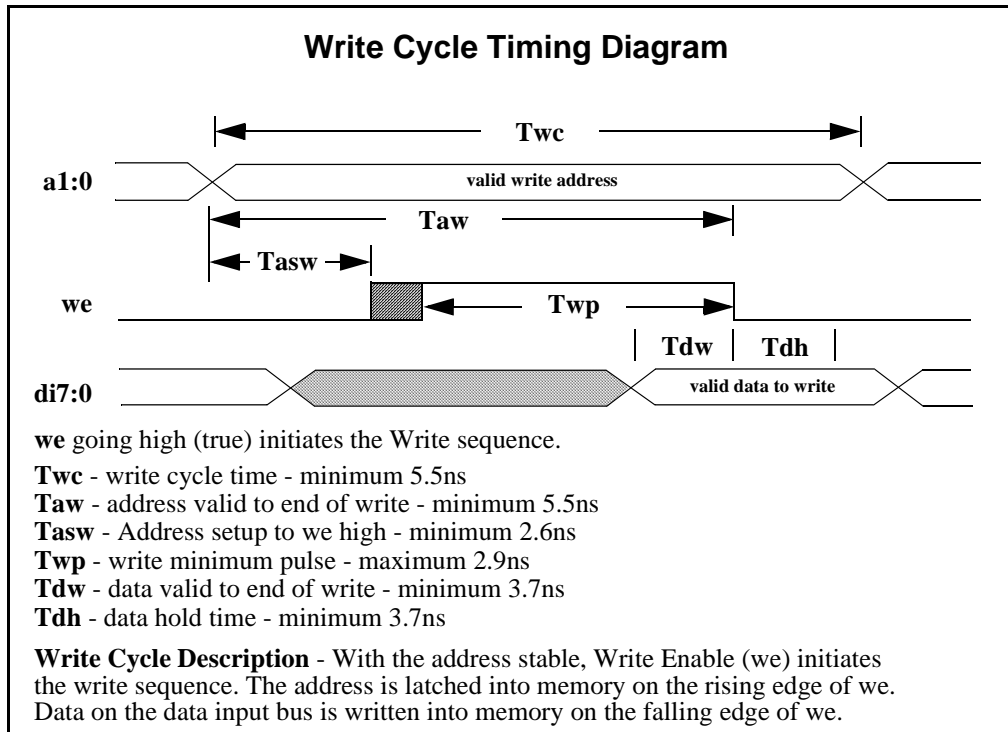 Write Cycle Timing Diagram
Twc
a1:0
valid write address
Taw
Tasw
we
Twp
Tdw Tdh
di7:0
valid data to write
we going high (true) initiates the Write sequence.
Twc - write cycle time - minimum 5.5ns
Taw - address valid to end of write - minimum 5.5ns
Tasw - Address setup to we high - minimum 2.6ns
Twp - write minimum pulse - maximum 2.9ns
Tdw - data valid to end of write - minimum 3.7ns
Tdh - data hold time - minimum 3.7ns
Write Cycle Description - With the address stable, Write Enable (we) initiates
the write sequence. The address is latched into memory on the rising edge of we.
Data on the data input bus is written into memory on the falling edge of we.